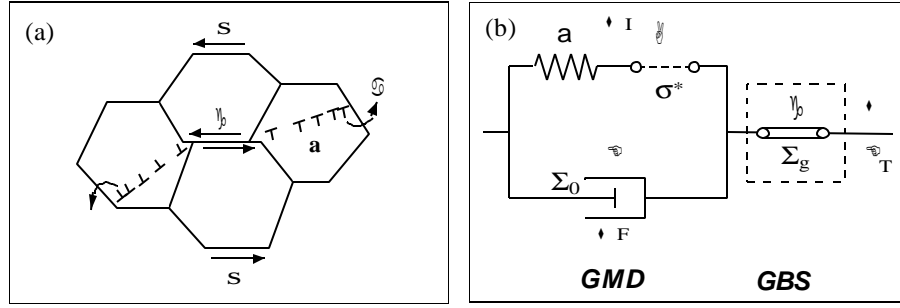 (a)
S
♑
♋
a
S
(b)
a
♦ I
✌
σ*
♑
♦
☜
Σ0
Σg
☜T
♦ F
GMD
GBS